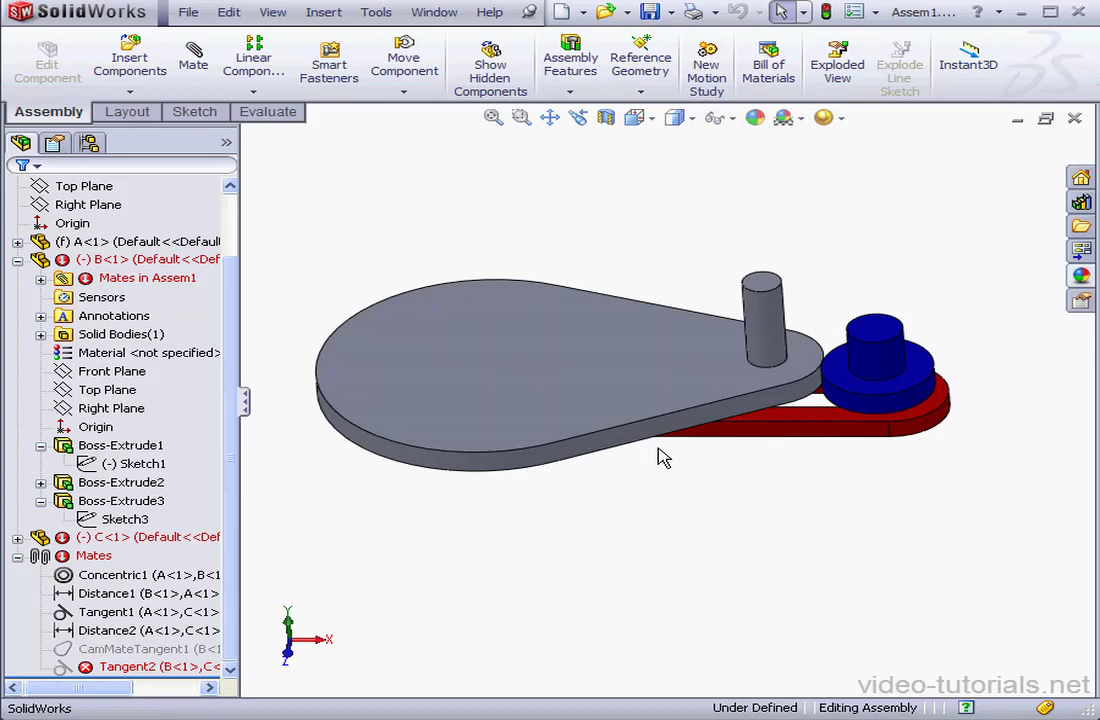 SW SolidWorks File Edit View Insert Tools Window Help Assem1....
Edit Component
Insert Components
Mate
Linear Compon...
Smart Fasteners
Move Component
Show Hidden Components
Assembly Features
Reference Geometry
New Motion Study
Bill of Materials
Exploded View
Explode Line Sketch
Instant3D
Assembly Layout Sketch Evaluate
Top Plane
Right Plane
Origin
(f) A<1> (Default<<Defaul
(-) B<1> (Default<<Def
Mates in Assem1
Sensors
Annotations
Solid Bodies(1)
Material <not specified>
Front Plane
Top Plane
Right Plane
Origin
Boss-Extrude1
(-) Sketch1
Boss-Extrude2
Boss-Extrude3
Sketch3
(-) C<1> (Default<<Def
Mates
Concentric1 (A<1>,B<1
Distance1 (B<1>,A<1>
Tangent1 (A<1>,C<1>
Distance2 (A<1>,C<1>
CamMateTangent1 (B<1
Tangent2 (B<1>,C<
Y
X
Z
video-tutorials.net
SolidWorks Under Defined Editing Assembly